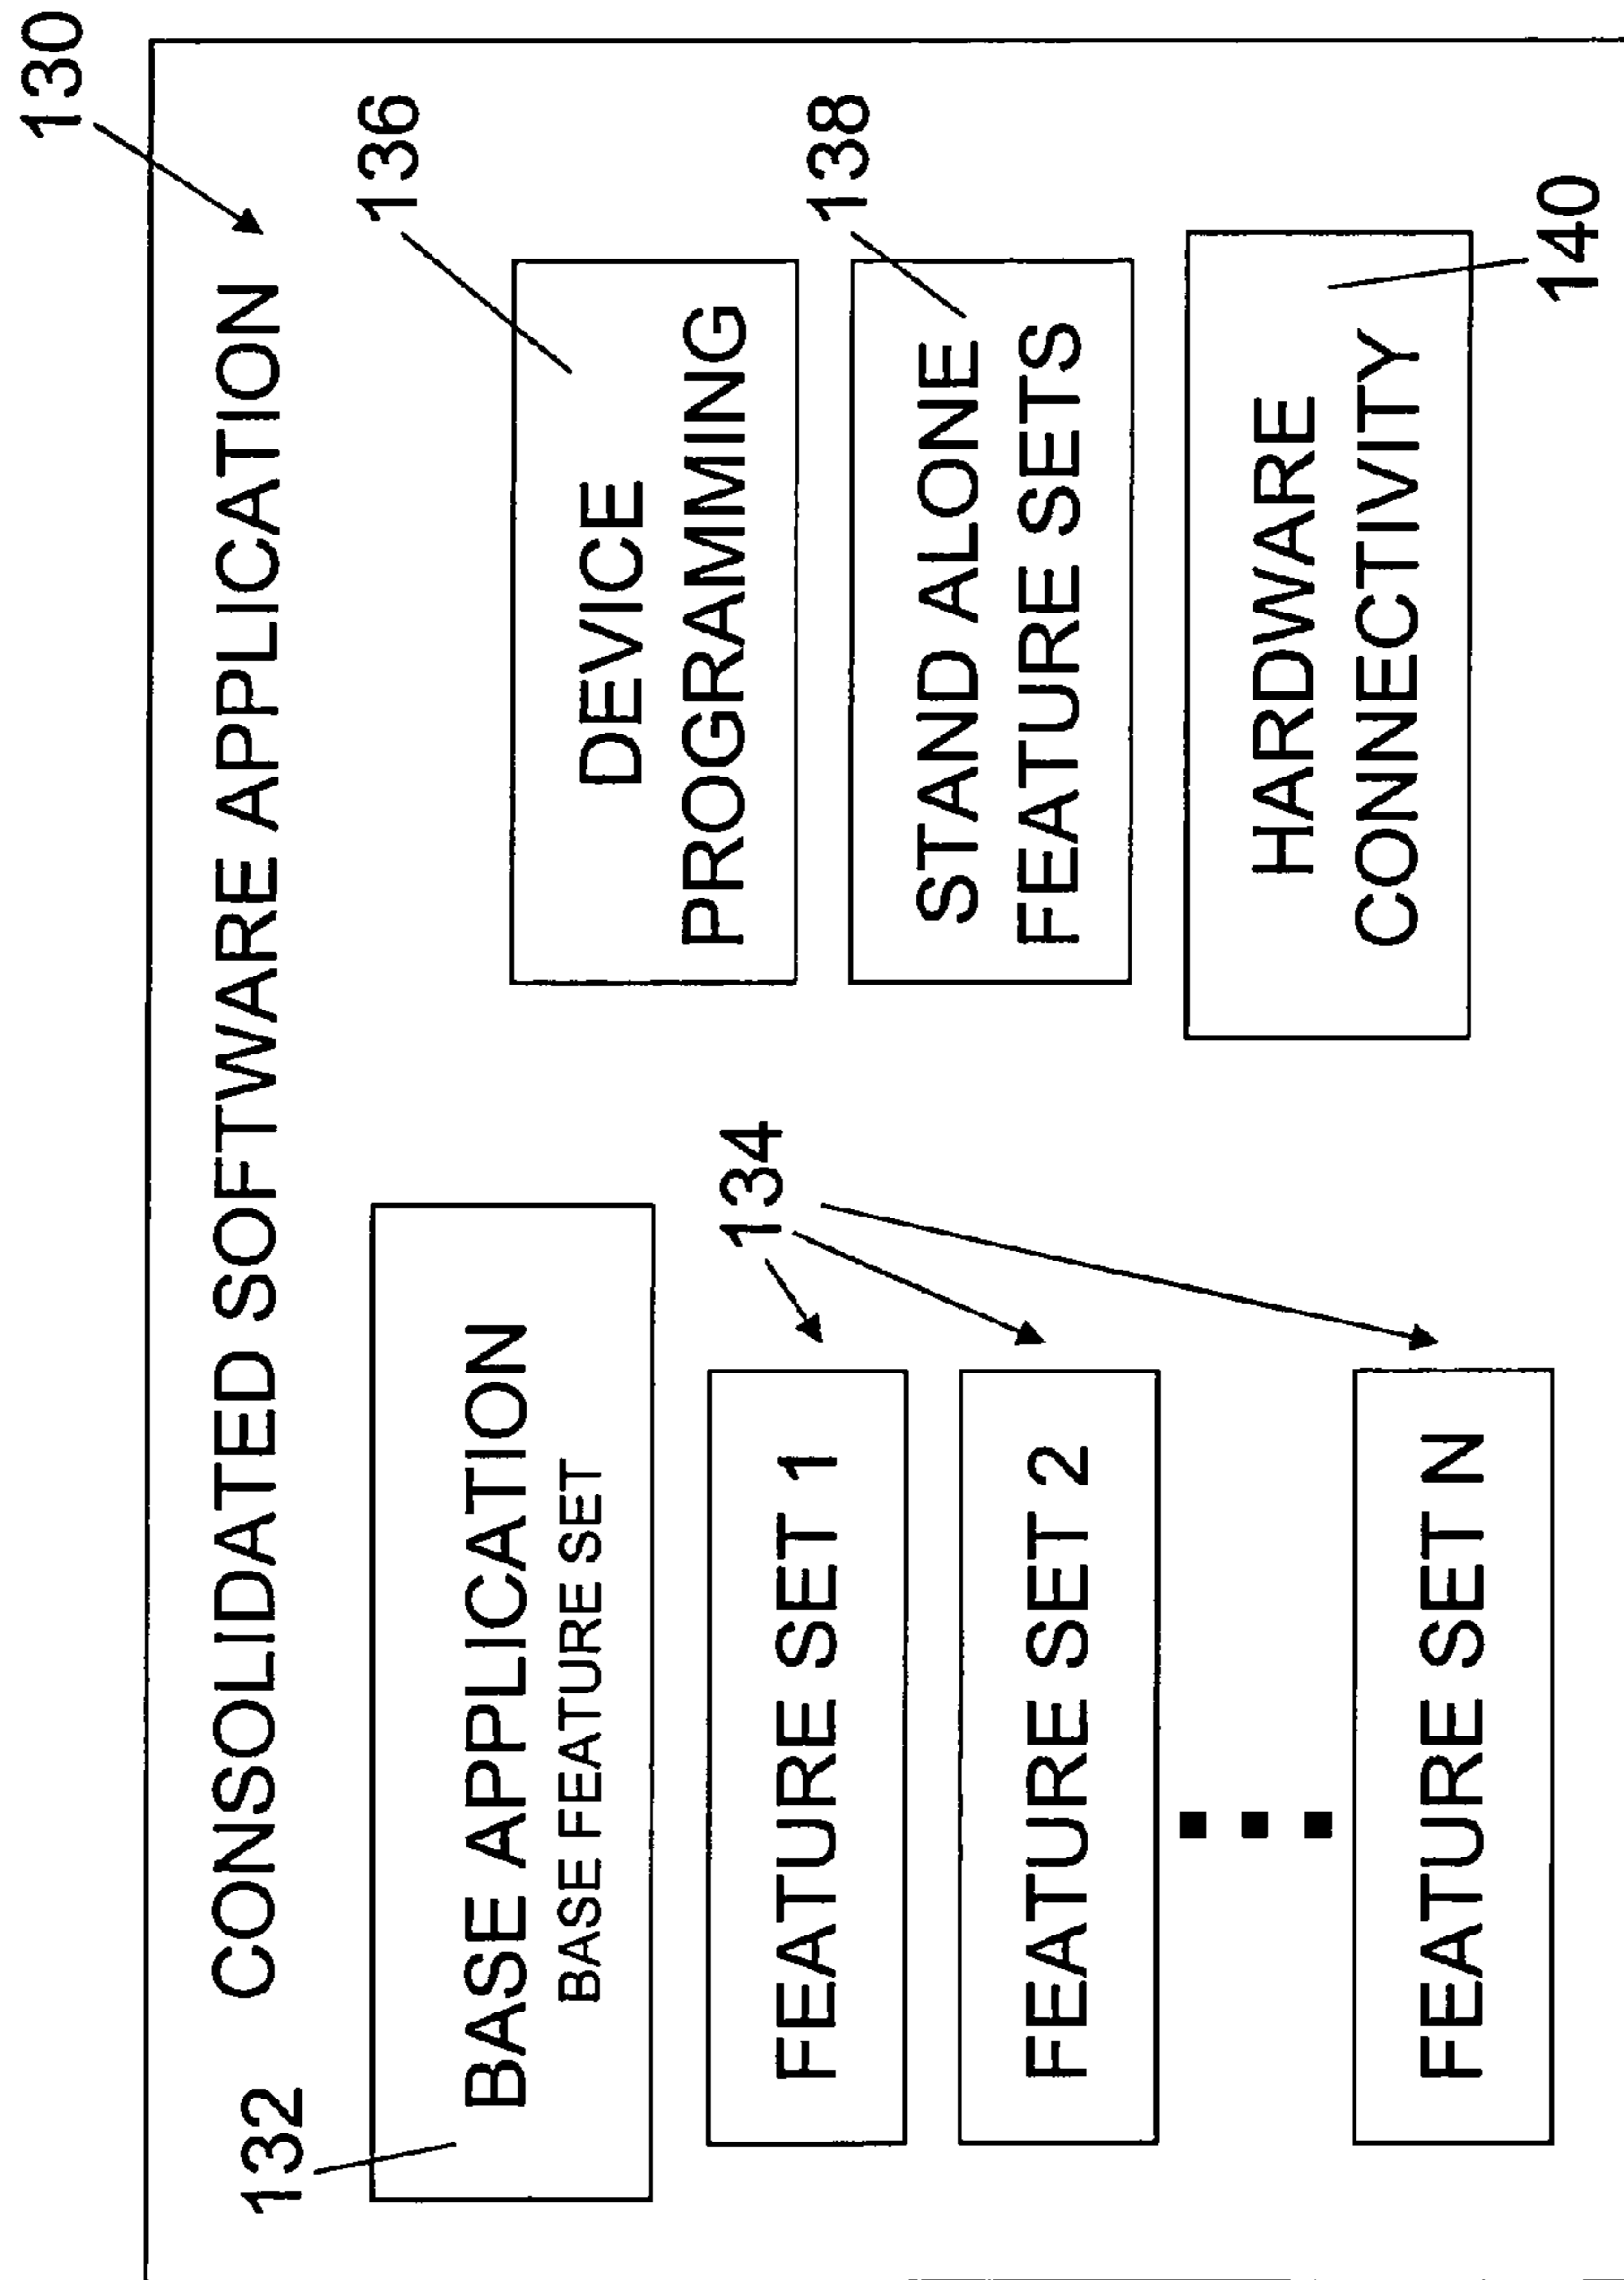 130
CONSOLIDATED SOFTWARE APPLICATION
132
BASE APPLICATION
BASE FEATURE SET
134
FEATURE SET 1
FEATURE SET 2
FEATURE SET N
136
DEVICE
PROGRAMMING
138
STAND ALONE
FEATURE SETS
HARDWARE
CONNECTIVITY
140